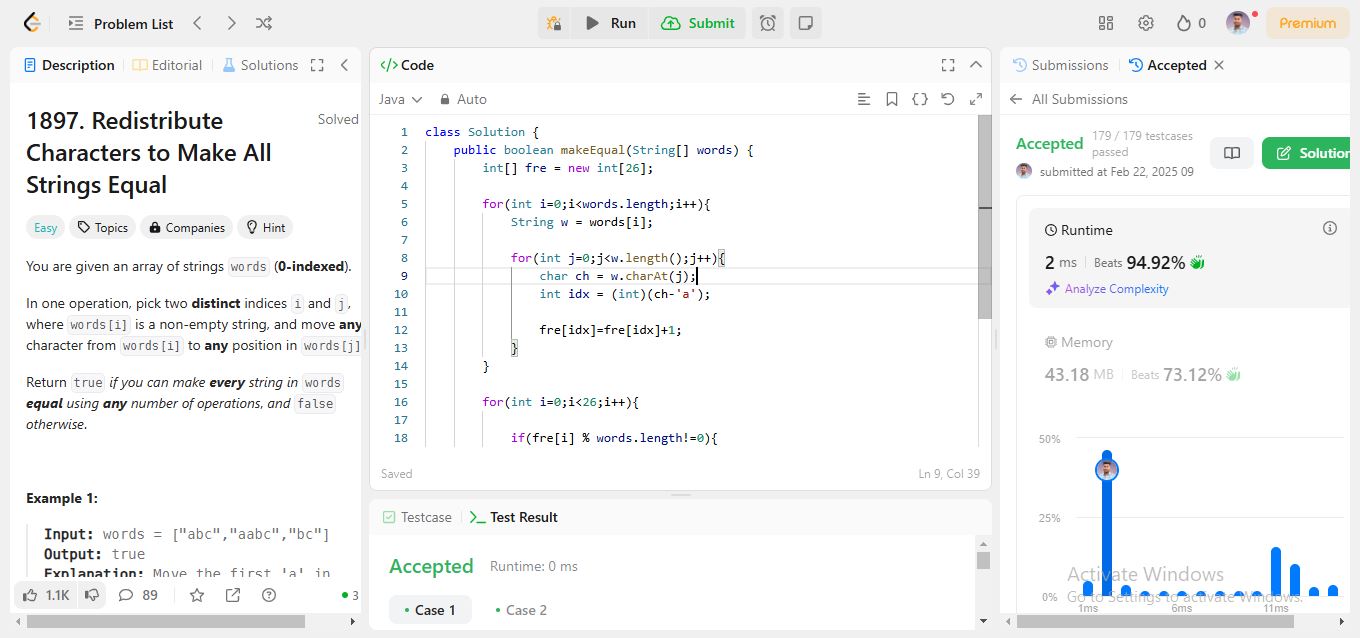 Problem List
Run
Submit
0
Premium
Description
Editorial
Solutions
1897. Redistribute
Characters to Make All
Strings Equal
Solved
Easy
Topics
Companies
Hint
You are given an array of strings words (0-indexed).
In one operation, pick two distinct indices i and j,
where words[i] is a non-empty string, and move any
character from words[i] to any position in words[j]
Return true if you can make every string in words
equal using any number of operations, and false
otherwise.
Example 1:
Input: words = ["abc","aabc","bc"]
Output: true
Explanation: Move the first 'a' in
1.1K
89
3
</> Code
Java
Auto
1 class Solution {
2 public boolean makeEqual(String[] words) {
3 int[] fre = new int[26];
4
5 for(int i=0;i<words.length;i++){
6 String w = words[i];
7
8 for(int j=0;j<w.length();j++){
9 char ch = w.charAt(j);
10 int idx = (int)(ch-'a');
11
12 fre[idx]=fre[idx]+1;
13 }
14 }
15
16 for(int i=0;i<26;i++){
17
18 if(fre[i] % words.length!=0){
Saved
Ln 9, Col 39
Testcase
Test Result
Accepted
Runtime: 0 ms
Case 1
Case 2
Submissions
Accepted
All Submissions
Accepted
179 / 179 testcases
passed
submitted at Feb 22, 2025 09
Solution
Runtime
2 ms
Beats 94.92%
Analyze Complexity
Memory
43.18 MB
Beats 73.12%
50%
25%
0%
1ms
6ms
11ms
Activate Windows
Go to Settings to activate Windows.